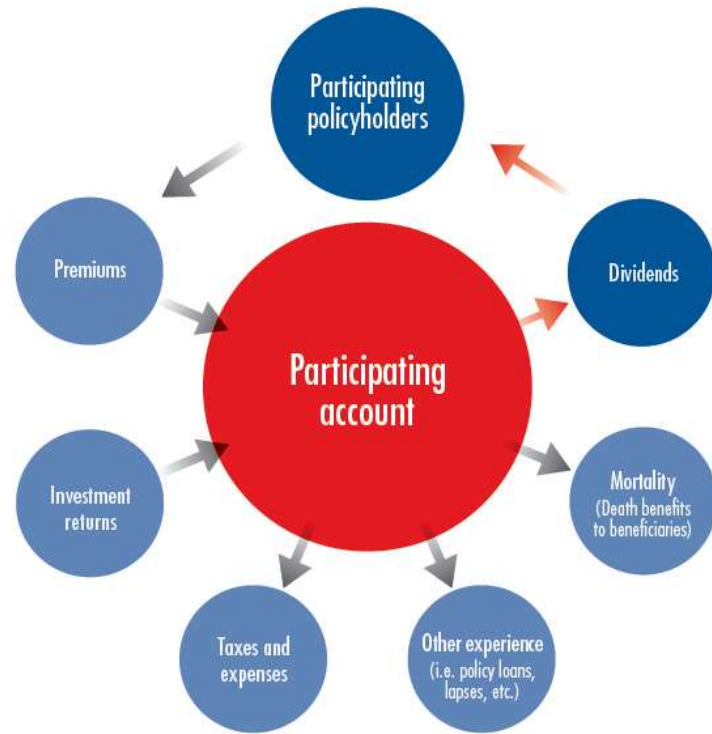 Participating
policyholders
Premiums
Dividends
Participating
account
Investment
returns
Mortality
(Death benefits
to beneficiaries)
Taxes and
expenses
Other experience
(i.e. policy loans,
lapses, etc.)